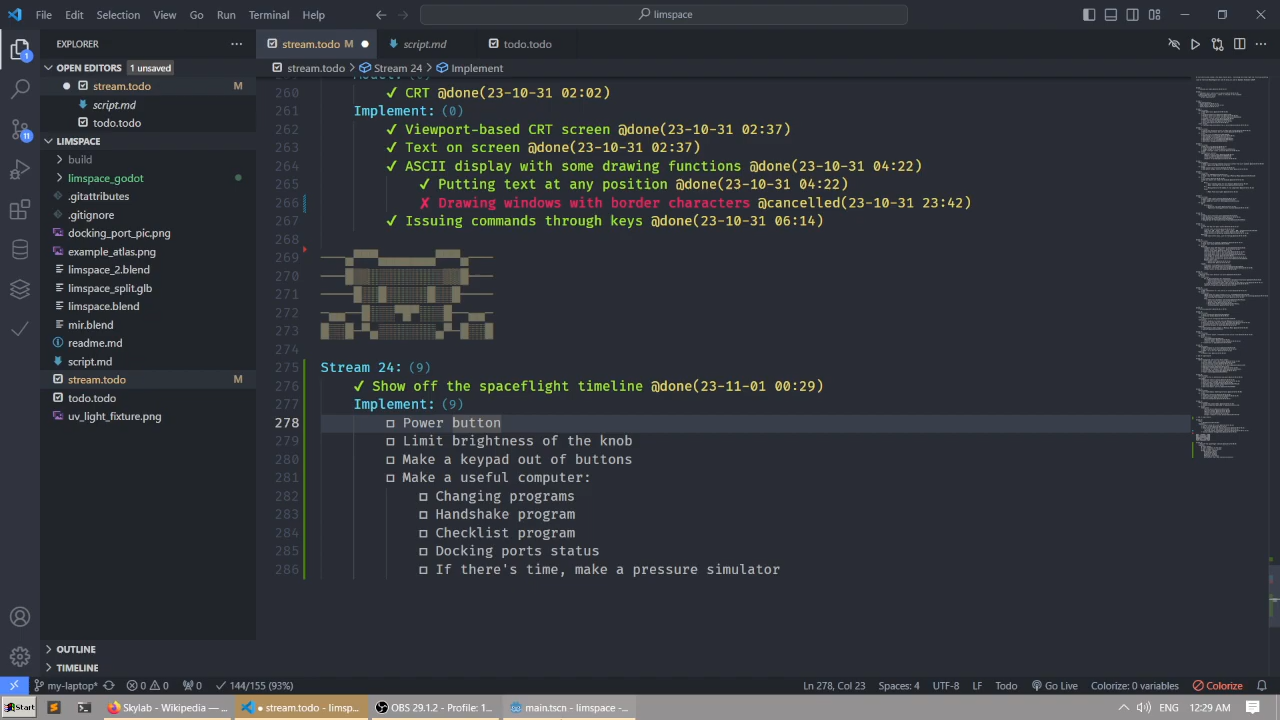 File Edit Selection View Go Run Terminal Help
limspace
EXPLORER
stream.todo M
script.md
todo.todo
OPEN EDITORS 1 unsaved
stream.todo > Stream 24 > Implement
stream.todo M
script.md
todo.todo
LIMSPACE
build
limspace_godot
.gitattributes
.gitignore
docking_port_pic.png
example_atlas.png
limspace_2.blend
limspace_split.glb
limspace.blend
mir.blend
readme.md
script.md
stream.todo M
todo.todo
uv_light_fixture.png
OUTLINE
TIMELINE
260 ✔ CRT @done(23-10-31 02:02)
261 Implement: (0)
262 ✔ Viewport-based CRT screen @done(23-10-31 02:37)
263 ✔ Text on screen @done(23-10-31 02:37)
264 ✔ ASCII display with some drawing functions @done(23-10-31 04:22)
265 ✔ Putting text at any position @done(23-10-31 04:22)
266 ✘ Drawing borders with border characters @cancelled(23-10-31 23:42)
267 ✔ Issuing commands through keys @done(23-10-31 06:14)
268
269
270
271
272
273
274
275 Stream 24: (9)
276 ✔ Show off the spaceflight timeline @done(23-11-01 00:29)
277 Implement: (9)
278 ☐ Power button
279 ☐ Limit brightness of the knob
280 ☐ Make a keypad out of buttons
281 ☐ Make a useful computer:
282 ☐ Changing programs
283 ☐ Handshake program
284 ☐ Checklist program
285 ☐ Docking ports status
286 ☐ If there's time, make a pressure simulator
my-laptop* 0 0 0 144/155 (93%) Ln 278, Col 23 Spaces: 4 UTF-8 LF Todo Go Live Colorize: 0 variables Colorize
Start Skylab - Wikipedia — ... ● stream.todo - limsp... OBS 29.1.2 - Profile: 1... main.tscn - limspace -... 12:29 AM